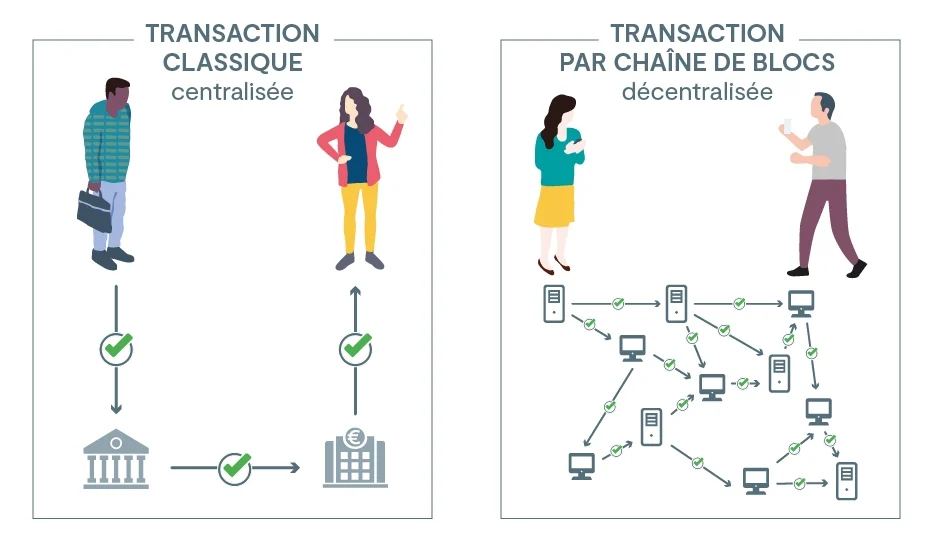 TRANSACTION
CLASSIQUE
centralisée
€
TRANSACTION
PAR CHAÎNE DE BLOCS
décentralisée